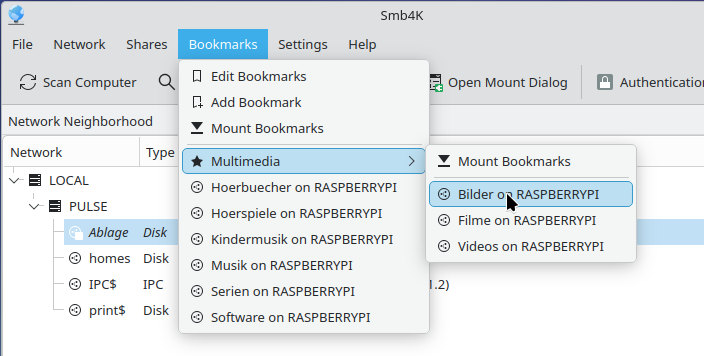 Smb4K
File Network Shares Bookmarks Settings Help
Scan Computer Open Mount Dialog Authentication
Edit Bookmarks
Add Bookmark
Mount Bookmarks
Multimedia
Hoerbuecher on RASPBERRYPI
Hoerspiele on RASPBERRYPI
Kindermusik on RASPBERRYPI
Musik on RASPBERRYPI
Serien on RASPBERRYPI
Software on RASPBERRYPI
Mount Bookmarks
Bilder on RASPBERRYPI
Filme on RASPBERRYPI
Videos on RASPBERRYPI
Network Neighborhood
Network Type
LOCAL
PULSE
Ablage Disk
homes Disk
IPC$ IPC 1.2)
print$ Disk